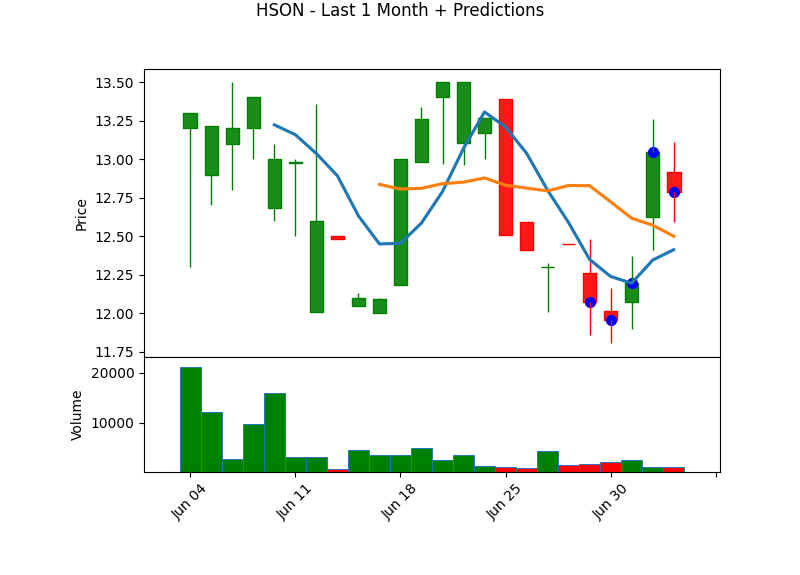 HSON - Last 1 Month + Predictions
13.50
13.25
13.00
12.75
12.50
12.25
12.00
11.75
Price
20000
10000
Volume
Jun 04
Jun 11
Jun 18
Jun 25
Jun 30